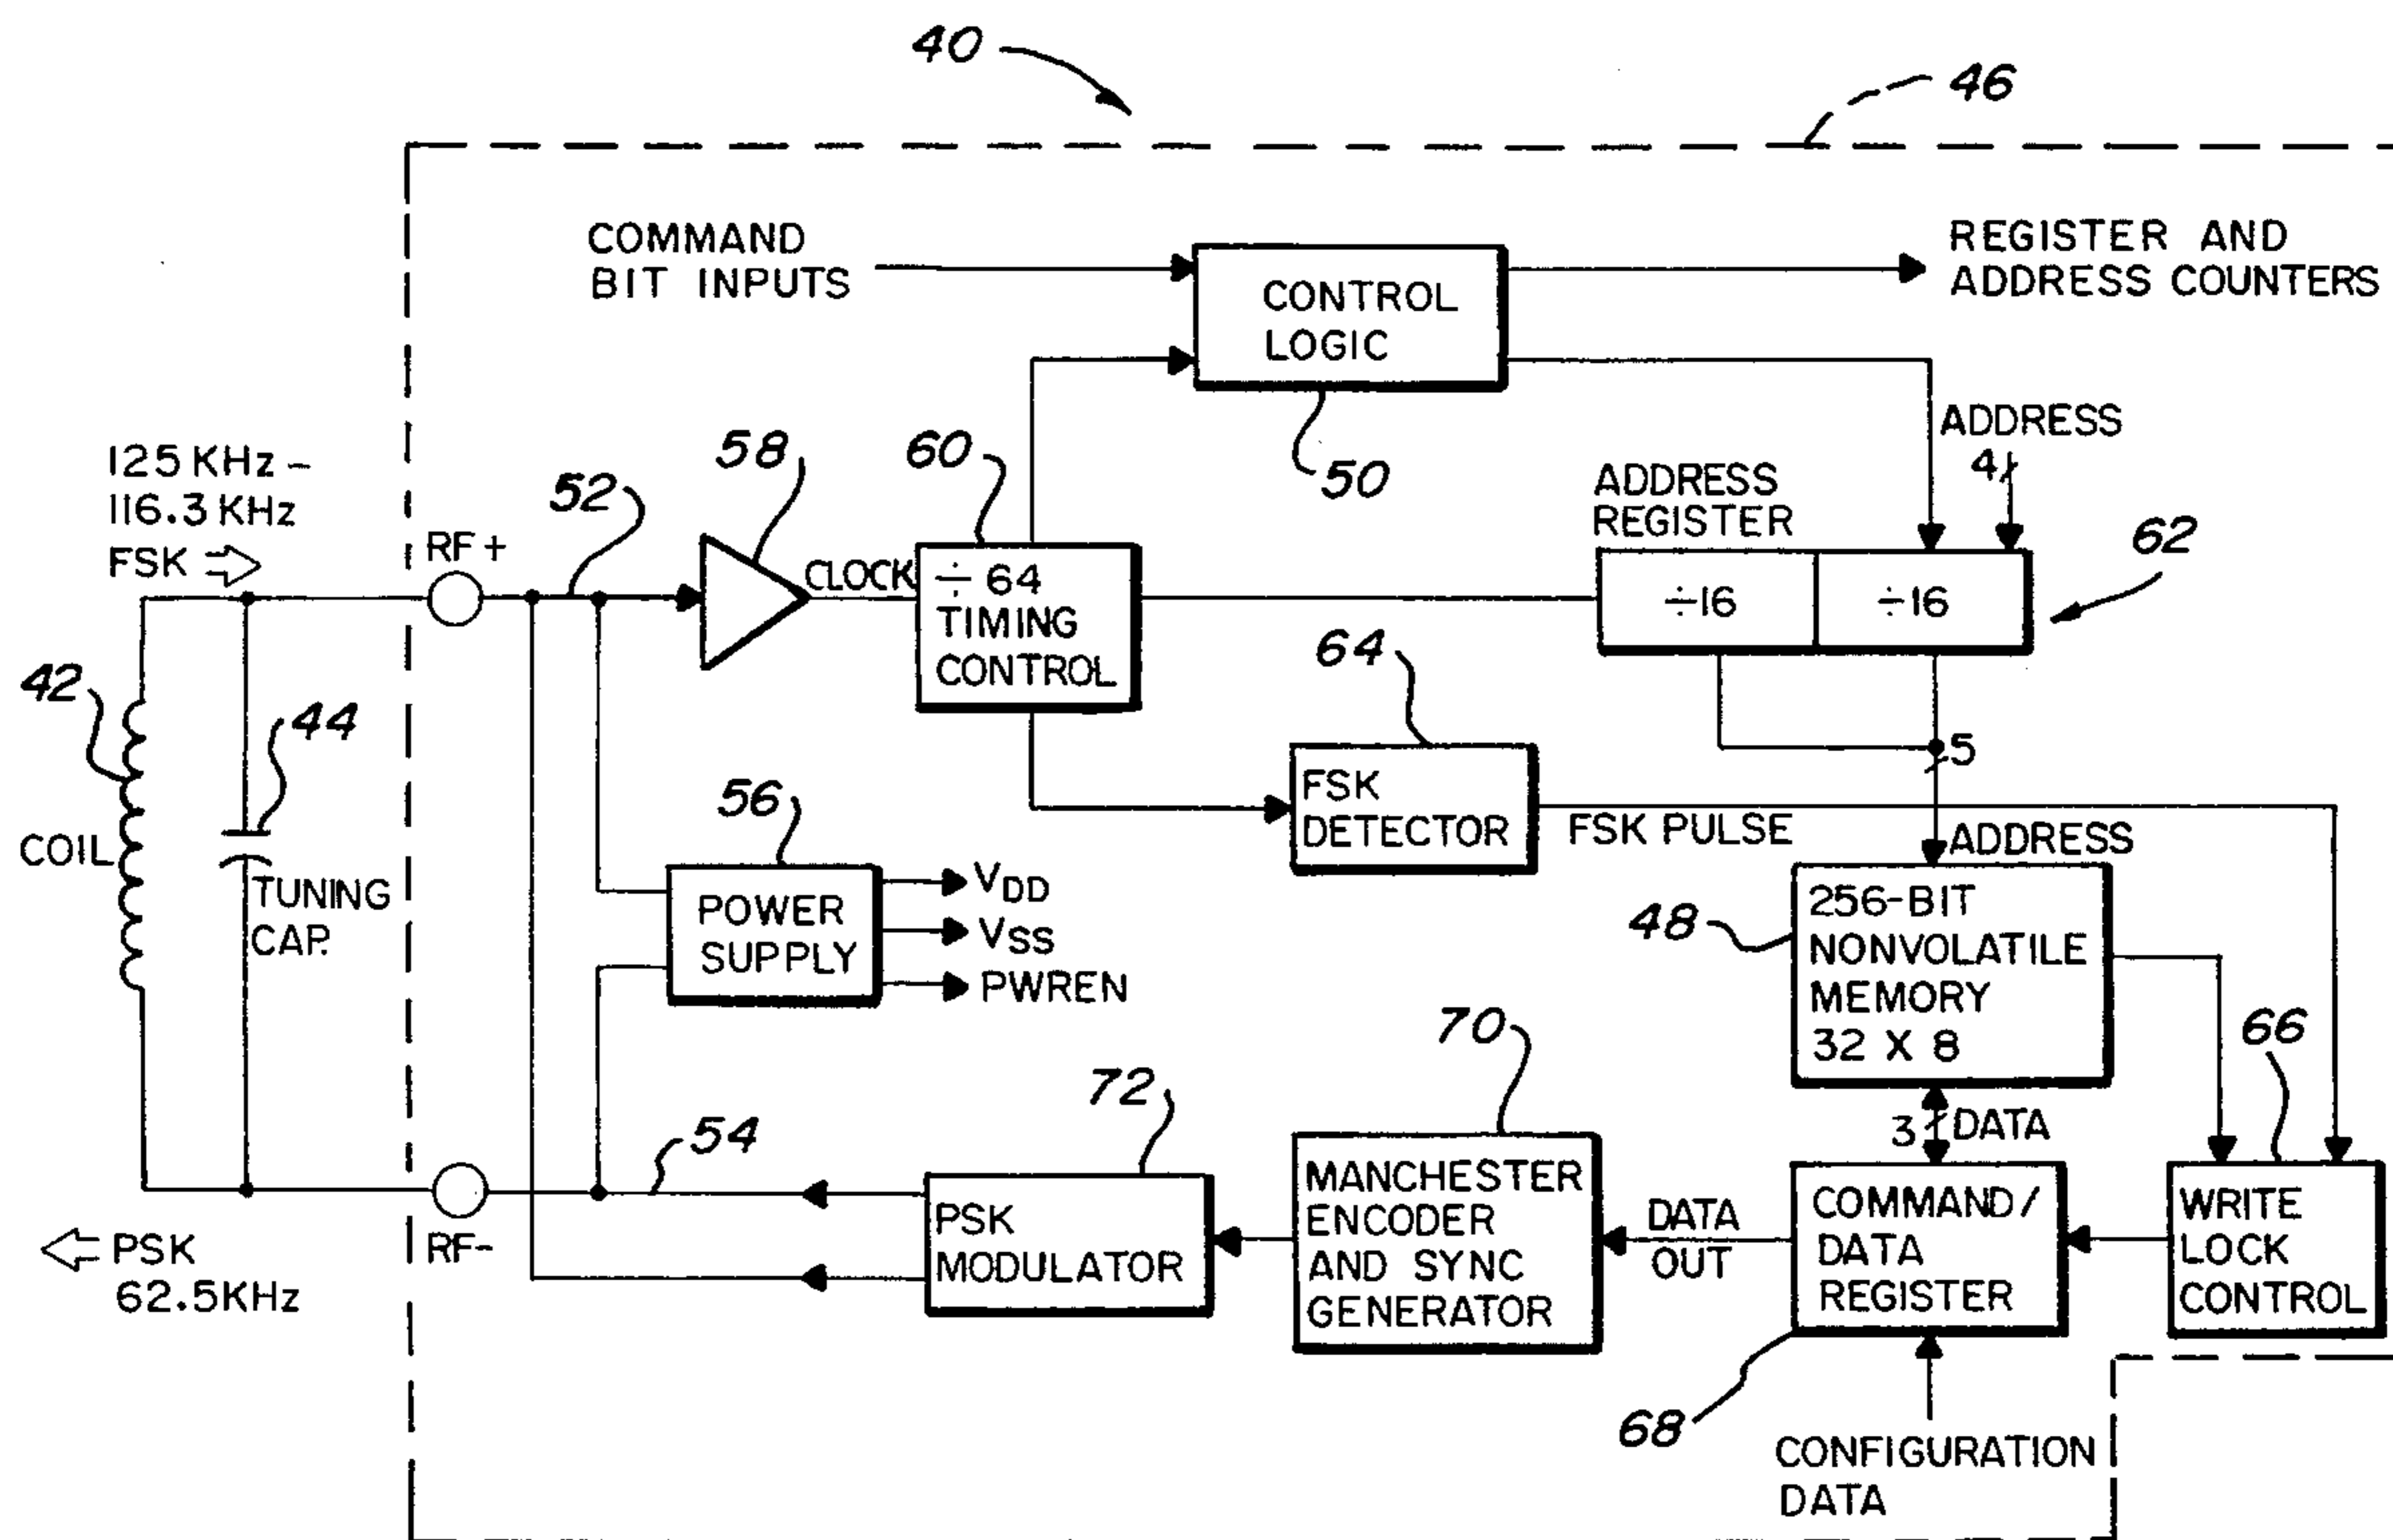 40
46
COMMAND
BIT INPUTS
CONTROL
LOGIC
REGISTER AND
ADDRESS COUNTERS
50
125 KHz -
116.3 KHz
FSK
RF+
52
58
CLOCK
60
÷ 64
TIMING
CONTROL
ADDRESS
4
ADDRESS
REGISTER
÷16
÷16
62
42
44
COIL
TUNING
CAP.
64
FSK
DETECTOR
FSK PULSE
5
ADDRESS
56
POWER
SUPPLY
VDD
VSS
PWREN
48
256-BIT
NONVOLATILE
MEMORY
32 X 8
66
3
DATA
54
72
70
RF-
PSK
62.5KHz
PSK
MODULATOR
MANCHESTER
ENCODER
AND SYNC
GENERATOR
DATA
OUT
COMMAND/
DATA
REGISTER
WRITE
LOCK
CONTROL
68
CONFIGURATION
DATA